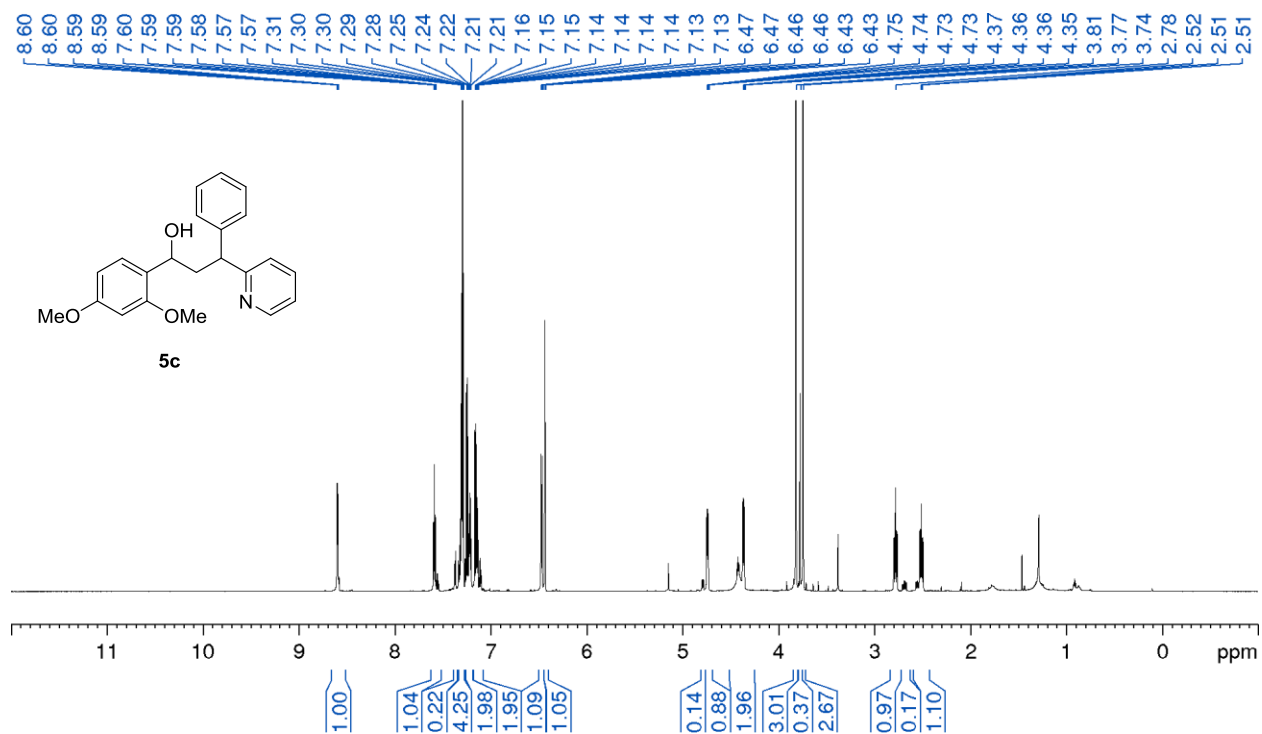 8.60 8.60 8.59 8.59 7.60 7.59 7.59 7.58 7.57 7.57 7.31 7.30 7.30 7.29 7.28 7.25 7.24 7.22 7.21 7.21 7.16 7.15 7.15 7.14 7.14 7.14 7.14 7.13 7.13 6.47 6.47 6.46 6.46 6.43 6.43 4.75 4.74 4.73 4.73 4.37 4.36 4.36 4.35 3.81 3.77 3.74 2.78 2.52 2.51 2.51
OH
N
MeO OMe
5c
11 10 9 8 7 6 5 4 3 2 1 0 ppm
1.00 1.04 0.22 4.25 1.98 1.95 1.09 1.05 0.14 0.88 1.96 3.01 0.37 2.67 0.97 0.17 1.10